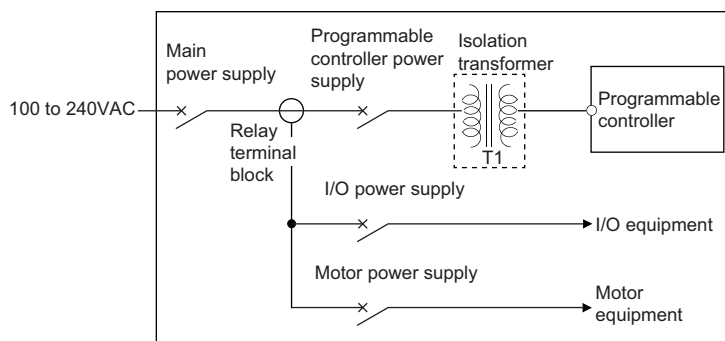 Main
power supply
Programmable
controller power
supply
Isolation
transformer
100 to 240VAC
Relay
terminal
block
T1
Programmable
controller
I/O power supply
I/O equipment
Motor power supply
Motor
equipment